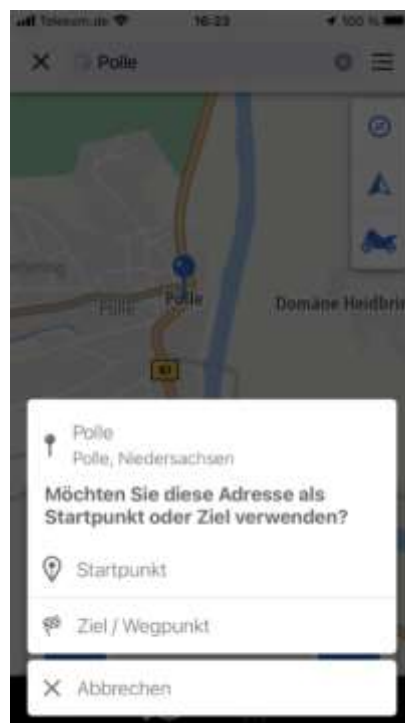 Telekom.de 16:23 100 %
Polle
Polle
Polle
Domäne Heidbrin
83
Polle
Polle, Niedersachsen
Möchten Sie diese Adresse als
Startpunkt oder Ziel verwenden?
Startpunkt
Ziel / Wegpunkt
Abbrechen